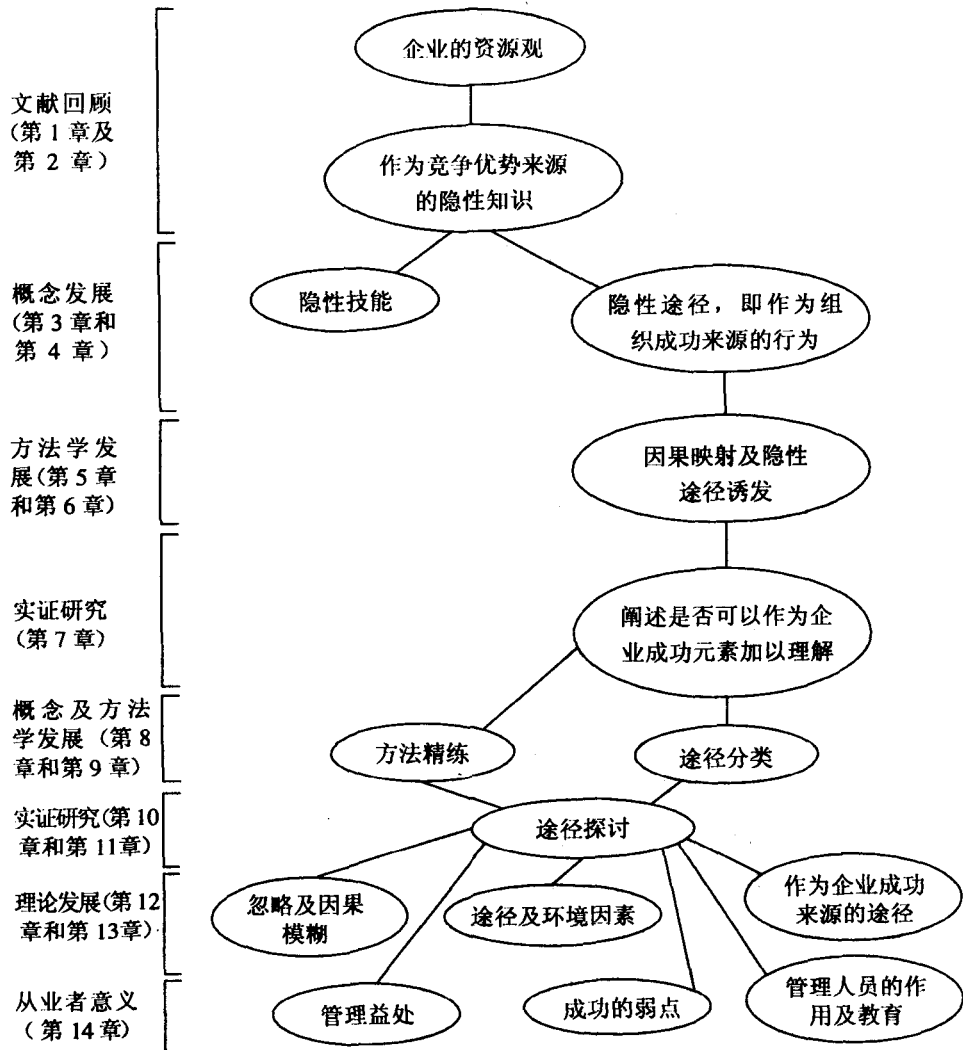 企业的资源观
文献回顾
(第1章及
第2章)
作为竞争优势来源
的隐性知识
概念发展
(第3章和
第4章)
隐性技能
隐性途径，即作为组
织成功来源的行为
方法学发
展(第5章
和第6章)
因果映射及隐性
途径诱发
实证研究
(第7章)
阐述是否可以作为企
业成功元素加以理解
概念及方法
学发展(第8
章和第9章)
方法精练
途径分类
实证研究(第10
章和第11章)
途径探讨
理论发展(第12
章和第13章)
忽略及因果
模糊
途径及环境因素
作为企业成功
来源的途径
从业者意义
(第14章)
管理益处
成功的弱点
管理人员的作
用及教育